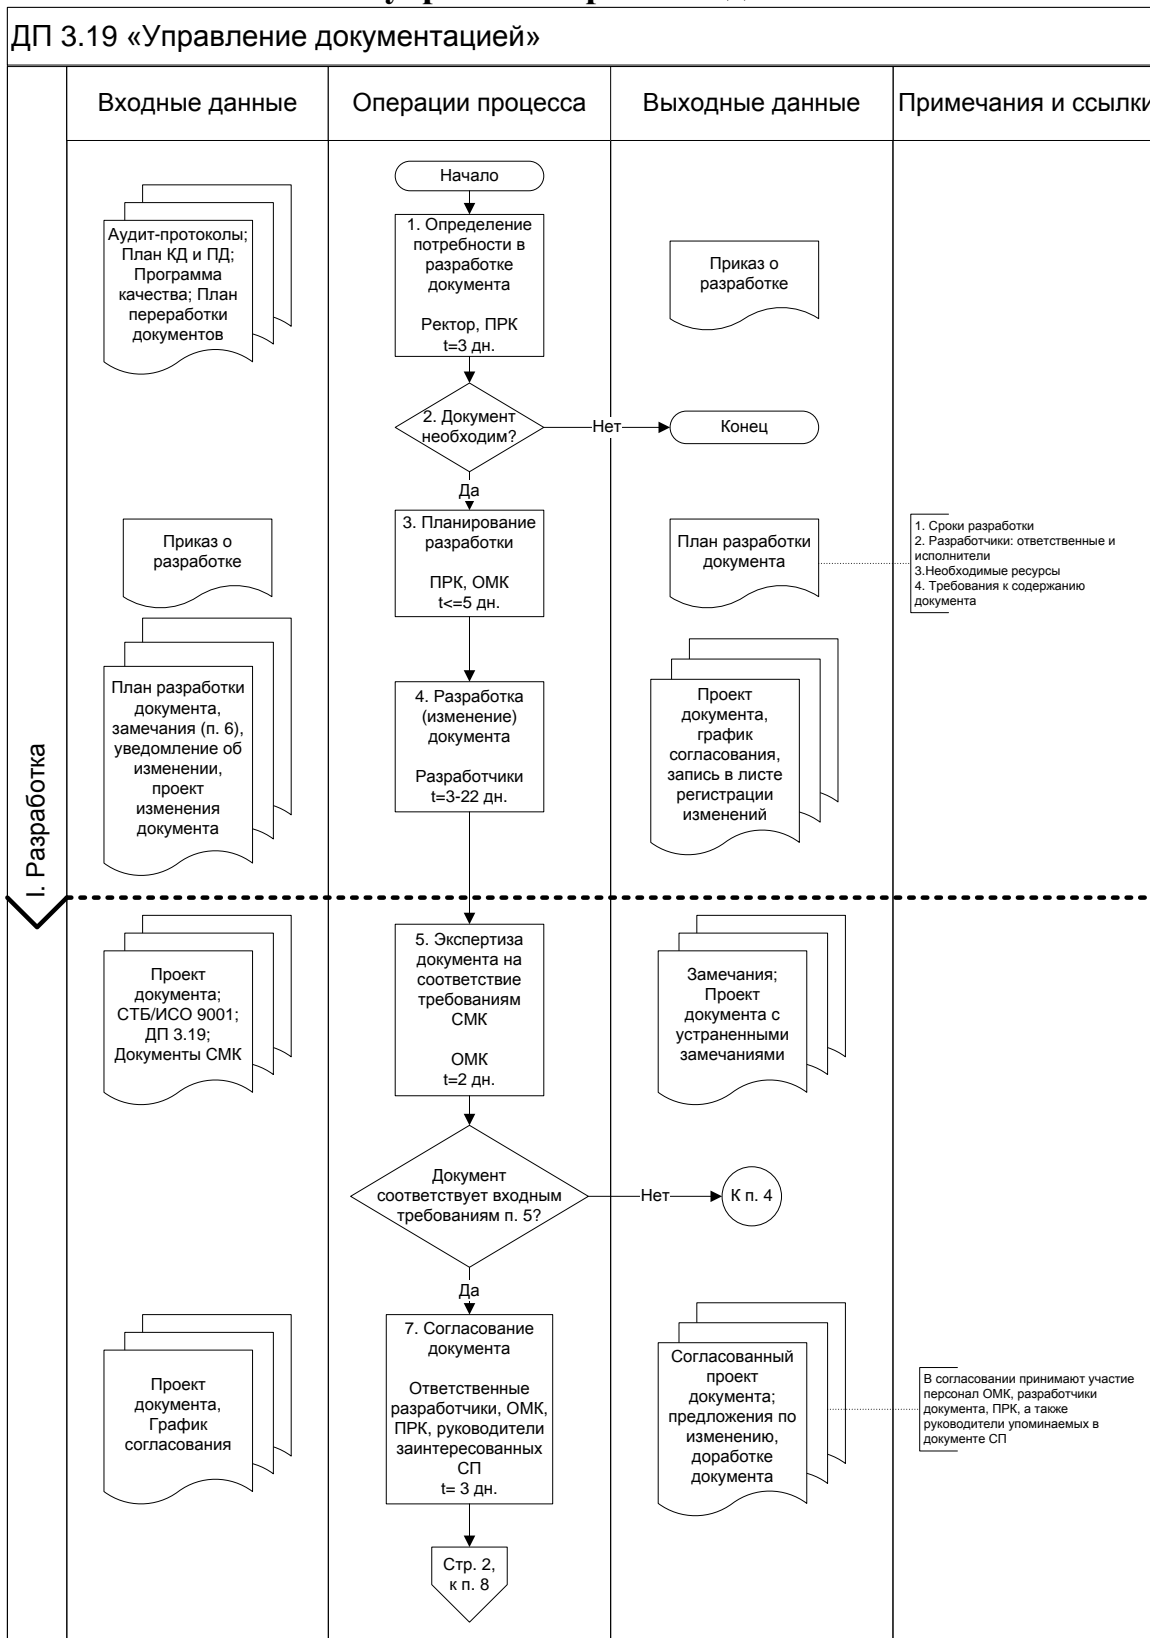 ДП 3.19 «Управление документацией»
Входные данные
Операции процесса
Выходные данные
Примечания и ссылки
I. Разработка
Начало
Аудит-протоколы;
План КД и ПД;
Программа
качества; План
переработки
документов
1. Определение
потребности в
разработке
документа
Ректор, ПРК
t=3 дн.
Приказ о
разработке
2. Документ
необходим?
Нет
Конец
Да
Приказ о
разработке
3. Планирование
разработки
ПРК, ОМК
t<=5 дн.
План разработки
документа
1. Сроки разработки
2. Разработчики: ответственные и
исполнители
3.Необходимые ресурсы
4. Требования к содержанию
документа
План разработки
документа,
замечания (п. 6),
уведомление об
изменении,
проект
изменения
документа
4. Разработка
(изменение)
документа
Разработчики
t=3-22 дн.
Проект
документа,
график
согласования,
запись в листе
регистрации
изменений
Проект
документа;
СТБ/ИСО 9001;
ДП 3.19;
Документы СМК
5. Экспертиза
документа на
соответствие
требованиям
СМК
ОМК
t=2 дн.
Замечания;
Проект
документа с
устраненными
замечаниями
Документ
соответствует входным
требованиям п. 5?
Нет
К п. 4
Да
Проект
документа,
График
согласования
7. Согласование
документа
Ответственные
разработчики, ОМК,
ПРК, руководители
заинтересованных
СП
t= 3 дн.
Согласованный
проект
документа;
предложения по
изменению,
доработке
документа
В согласовании принимают участие
персонал ОМК, разработчики
документа, ПРК, а также
руководители упоминаемых в
документе СП
Стр. 2,
к п. 8